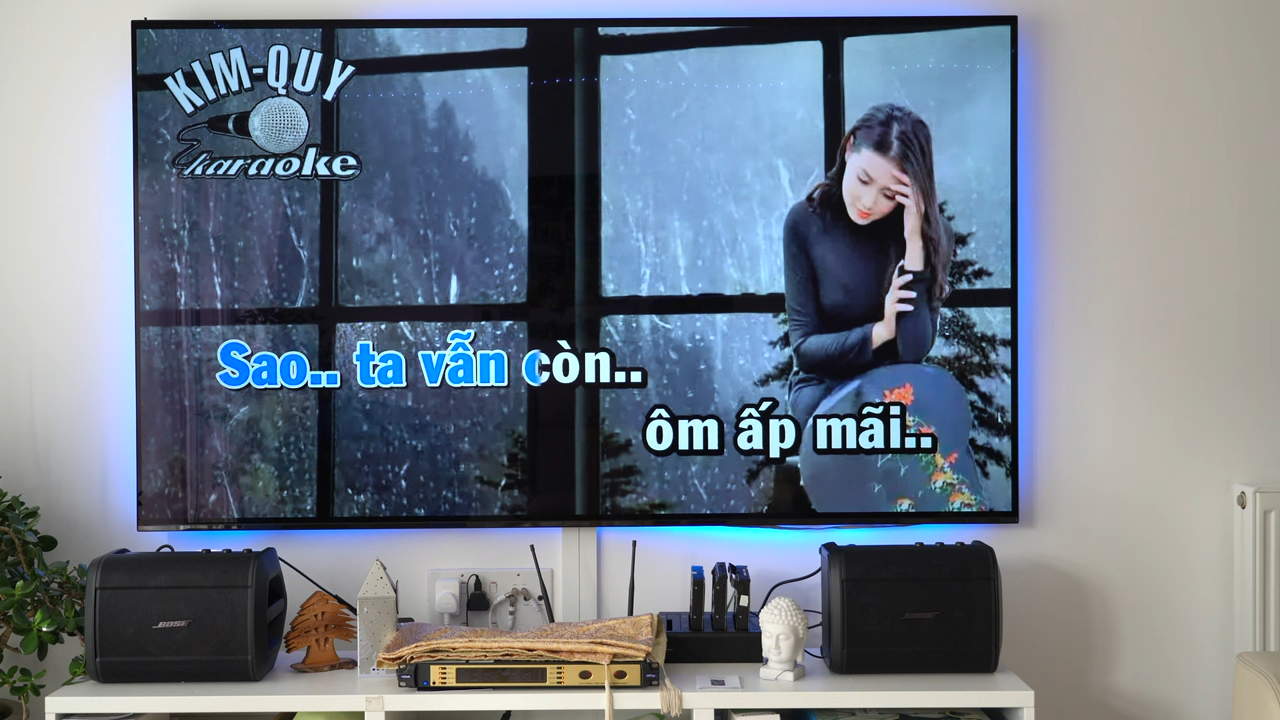 KIM-QUY
karaoke
Sao.. ta vẫn còn..
ôm ấp mãi..
BOSE
BOSE